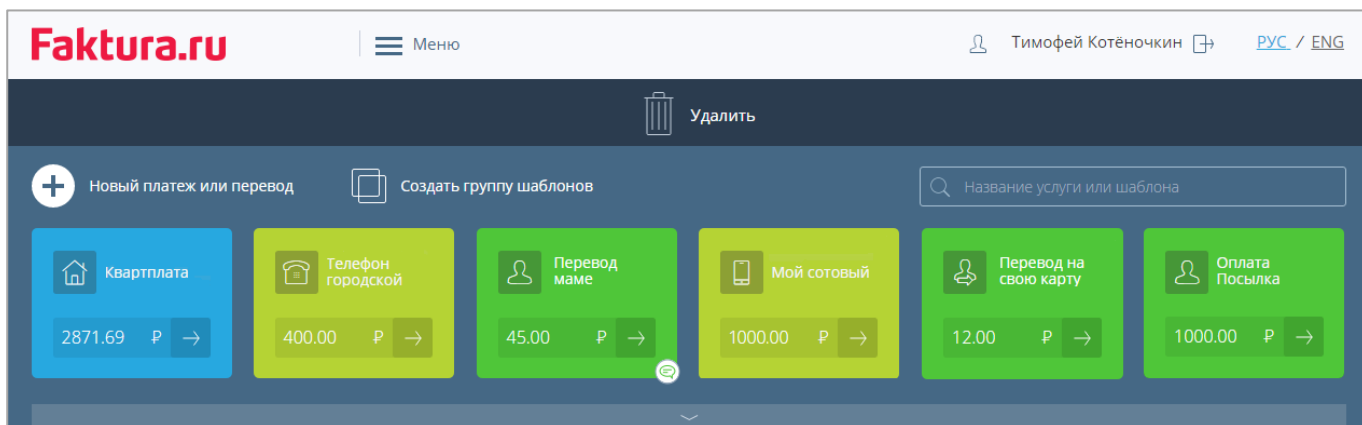 Faktura.ru
Меню
Тимофей Котёночкин
РУС / ENG
Удалить
Новый платеж или перевод
Создать группу шаблонов
Название услуги или шаблона
Квартплата
2871.69 ₽
Телефон
городской
400.00 ₽
Перевод
маме
45.00 ₽
Мой сотовый
1000.00 ₽
Перевод на
свою карту
12.00 ₽
Оплата
Посылка
1000.00 ₽